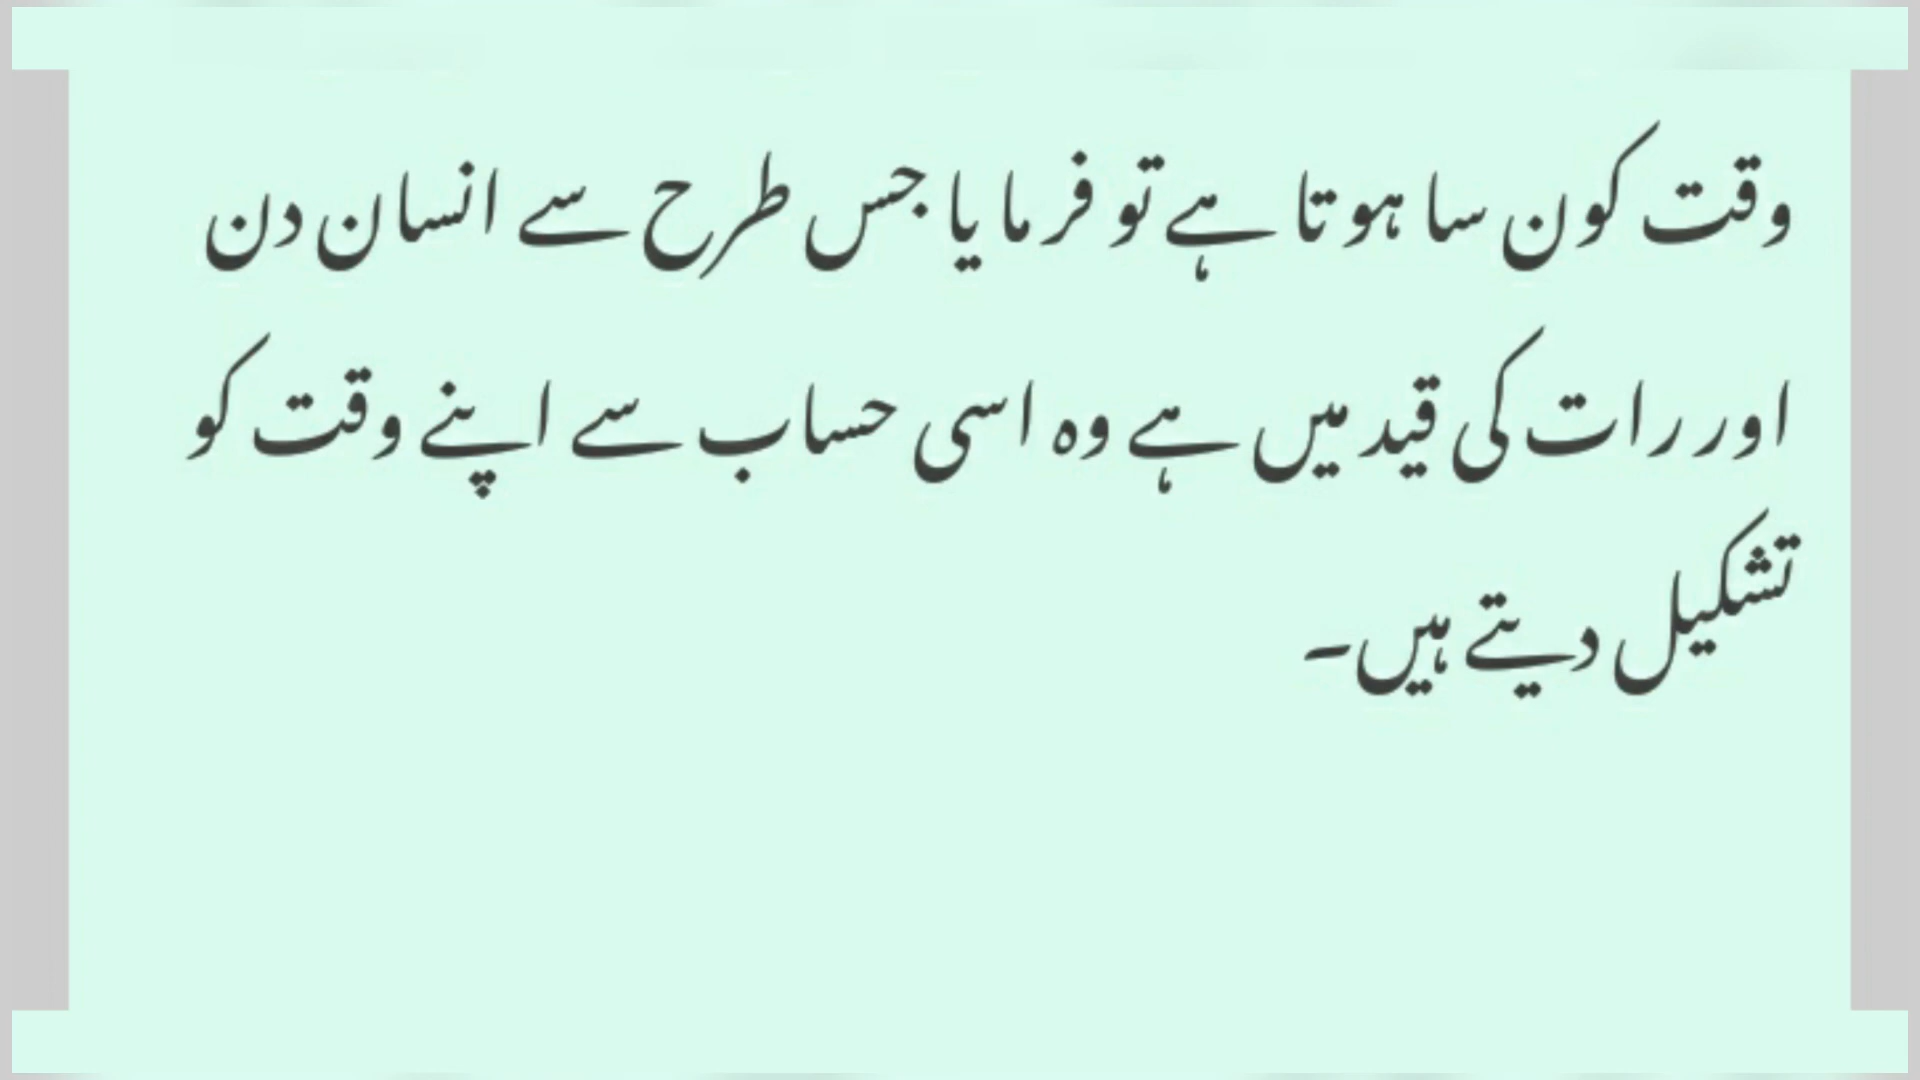 وقت کون سا ہوتا ہے تو فرمایا جس طرح سے انسان دن
اور رات کی قید میں ہے وہ اسی حساب سے اپنے وقت کو
تشکیل دیتے ہیں۔